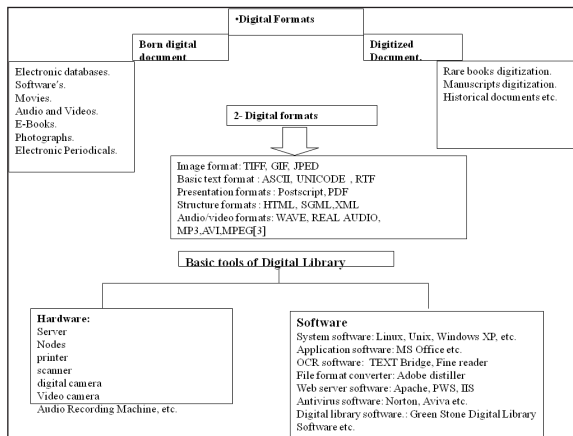 •Digital Formats
Born digital
document
Digitized
Document.
Electronic databases.
Software's.
Movies.
Audio and Videos.
E-Books.
Photographs.
Electronic Periodicals.
Rare books digitization.
Manuscripts digitization.
Historical documents etc.
2- Digital formats
Image format: TIFF, GIF, JPED
Basic text format : ASCII, UNICODE , RTF
Presentation formats : Postscript, PDF
Structure formats : HTML, SGML,XML
Audio/video formats: WAVE, REAL AUDIO,
MP3,AVI,MPEG[3]
Basic tools of Digital Library
Hardware:
Server
Nodes
printer
scanner
digital camera
Video camera
Audio Recording Machine, etc.
Software
System software: Linux, Unix, Windows XP, etc.
Application software: MS Office etc.
OCR software: TEXT Bridge, Fine reader
File format converter: Adobe distiller
Web server software: Apache, PWS, IIS
Antivirus software: Norton, Aviva etc.
Digital library software.: Green Stone Digital Library
Software etc.